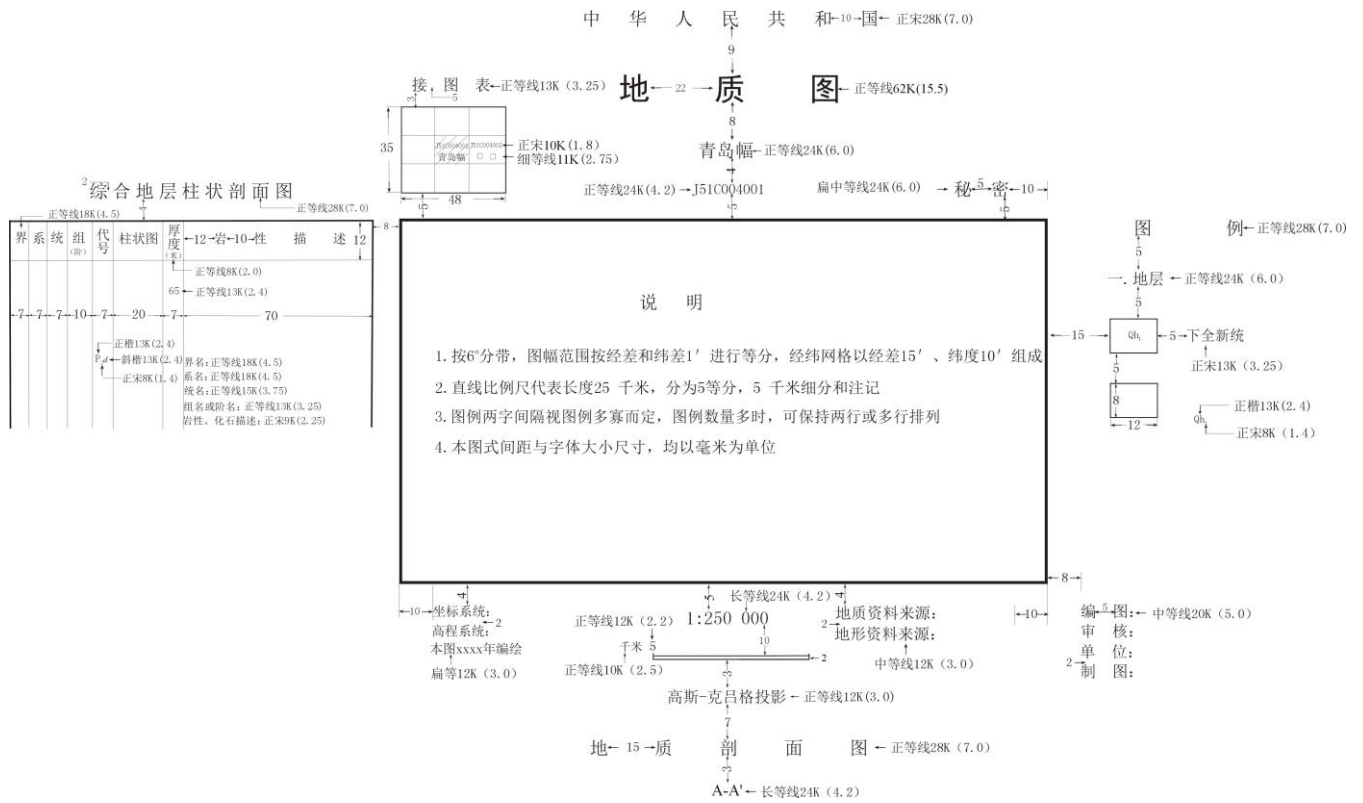 中 华 人 民 共 和←10→国← 正宋28K(7.0)
9
接 图 表←正等线13K (3.25)
3
5
地← 22 →质 图←正等线62K(15.5)
8
35
J51C004001 J51C004002←正宋10K(1.8)
青岛幅 □ □ ←细等线11K(2.75)
48
青岛幅←正等线24K(6.0)
4
正等线24K(4.2)→J51C004001
扁中等线24K(6.0) → 秘←5→密←10→
5
5
5
2 综合地层柱状剖面图
正等线18K(4.5)
4
正等线28K(7.0)
←8→
界 系 统 组(阶) 代号 柱状图 厚度(米) ←12→岩←10→性 描 述 12
正等线8K(2.0)
65 ←正等线13K(2.4)
←7→←7→←7→←10→←7→←20→←7→← 70 →
正楷13K(2.4)
P₁d←斜楷13K(2.4)
正宋8K(1.4)
界名:正等线18K(4.5)
系名:正等线18K(4.5)
统名:正等线15K(3.75)
组名或阶名:正等线13K(3.25)
岩性、化石描述:正宋9K(2.25)
说 明
1.按6°分带，图幅范围按经差和纬差1′进行等分，经纬网格以经差15′、纬度10′组成
2.直线比例尺代表长度25 千米，分为5等分，5 千米细分和注记
3.图例两字间隔视图例多寡而定，图例数量多时，可保持两行或多行排列
4.本图式间距与字体大小尺寸，均以毫米为单位
图 例←正等线28K(7.0)
5
一.地层 ←正等线24K (6.0)
5
← 15 → Qh₁ ←5→下全新统
正宋13K (3.25)
5
8
12
正楷13K(2.4)
Qh₁
正宋8K (1.4)
←8→
←10→
坐标系统:
高程系统:
←2
本图xxxx年编绘
扁等12K (3.0)
4
5
长等线24K (4.2)
正等线12K (2.2)
1:250 000
千米 5
10
正等线10K (2.5)
←2
3
4
地质资料来源:
2→
地形资料来源:
中等线12K (3.0)
←10→
编←5→图:← 中等线20K (5.0)
审 核:
单 位:
2→
制 图:
高斯-克吕格投影←正等线12K(3.0)
7
地← 15 →质 剖 面 图 ←正等线28K (7.0)
3
A-A'← 长等线24K (4.2)